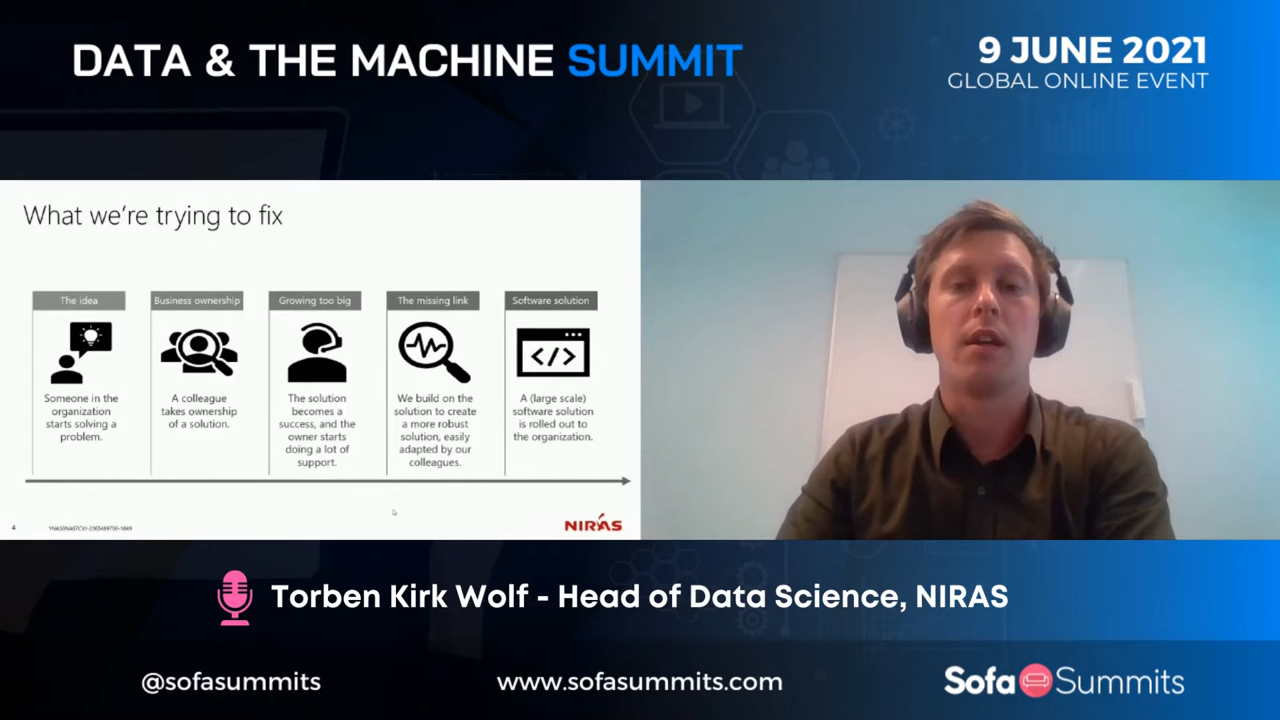 DATA & THE MACHINE SUMMIT
9 JUNE 2021
GLOBAL ONLINE EVENT
What we're trying to fix
The idea
Someone in the
organization
starts solving a
problem.
Business ownership
A colleague
takes ownership
of a solution.
Growing too big
The solution
becomes a
success, and the
owner starts
doing a lot of
support.
The missing link
We build on the
solution to create
a more robust
solution, easily
adapted by our
colleagues.
Software solution
</>
A (large scale)
software solution
is rolled out to
the organization.
4
NIRAS
Torben Kirk Wolf - Head of Data Science, NIRAS
@sofasummits
www.sofasummits.com
Sofa Summits